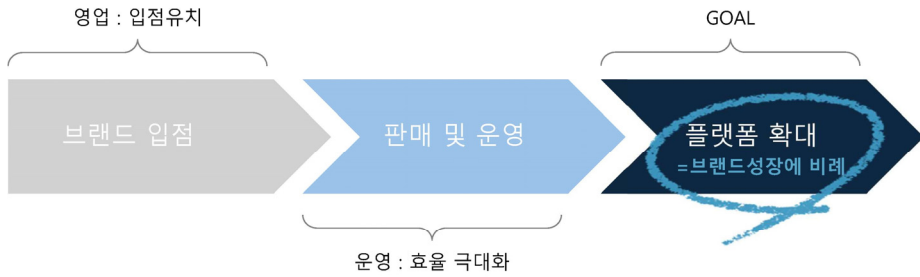 영업 : 입점유치
GOAL
브랜드 입점
판매 및 운영
플랫폼 확대
=브랜드성장에 비례
운영 : 효율 극대화